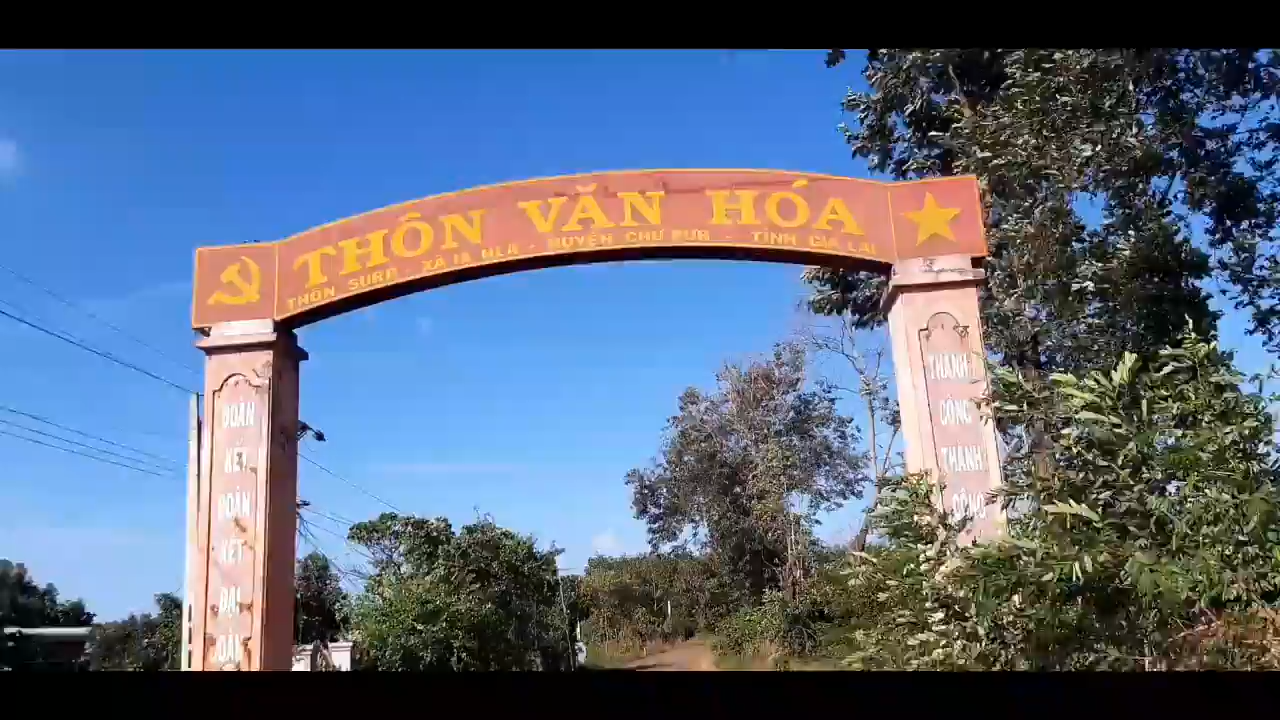 THÔN VĂN HÓA
THÔN SURP - XÃ IA HLA - HUYỆN CHƯ PƯH - TỈNH GIA LAI
ĐOÀN
KẾT
ĐOÀN
KẾT
ĐẠI
ĐOÀN
THÀNH
CÔNG
THÀNH
CÔNG